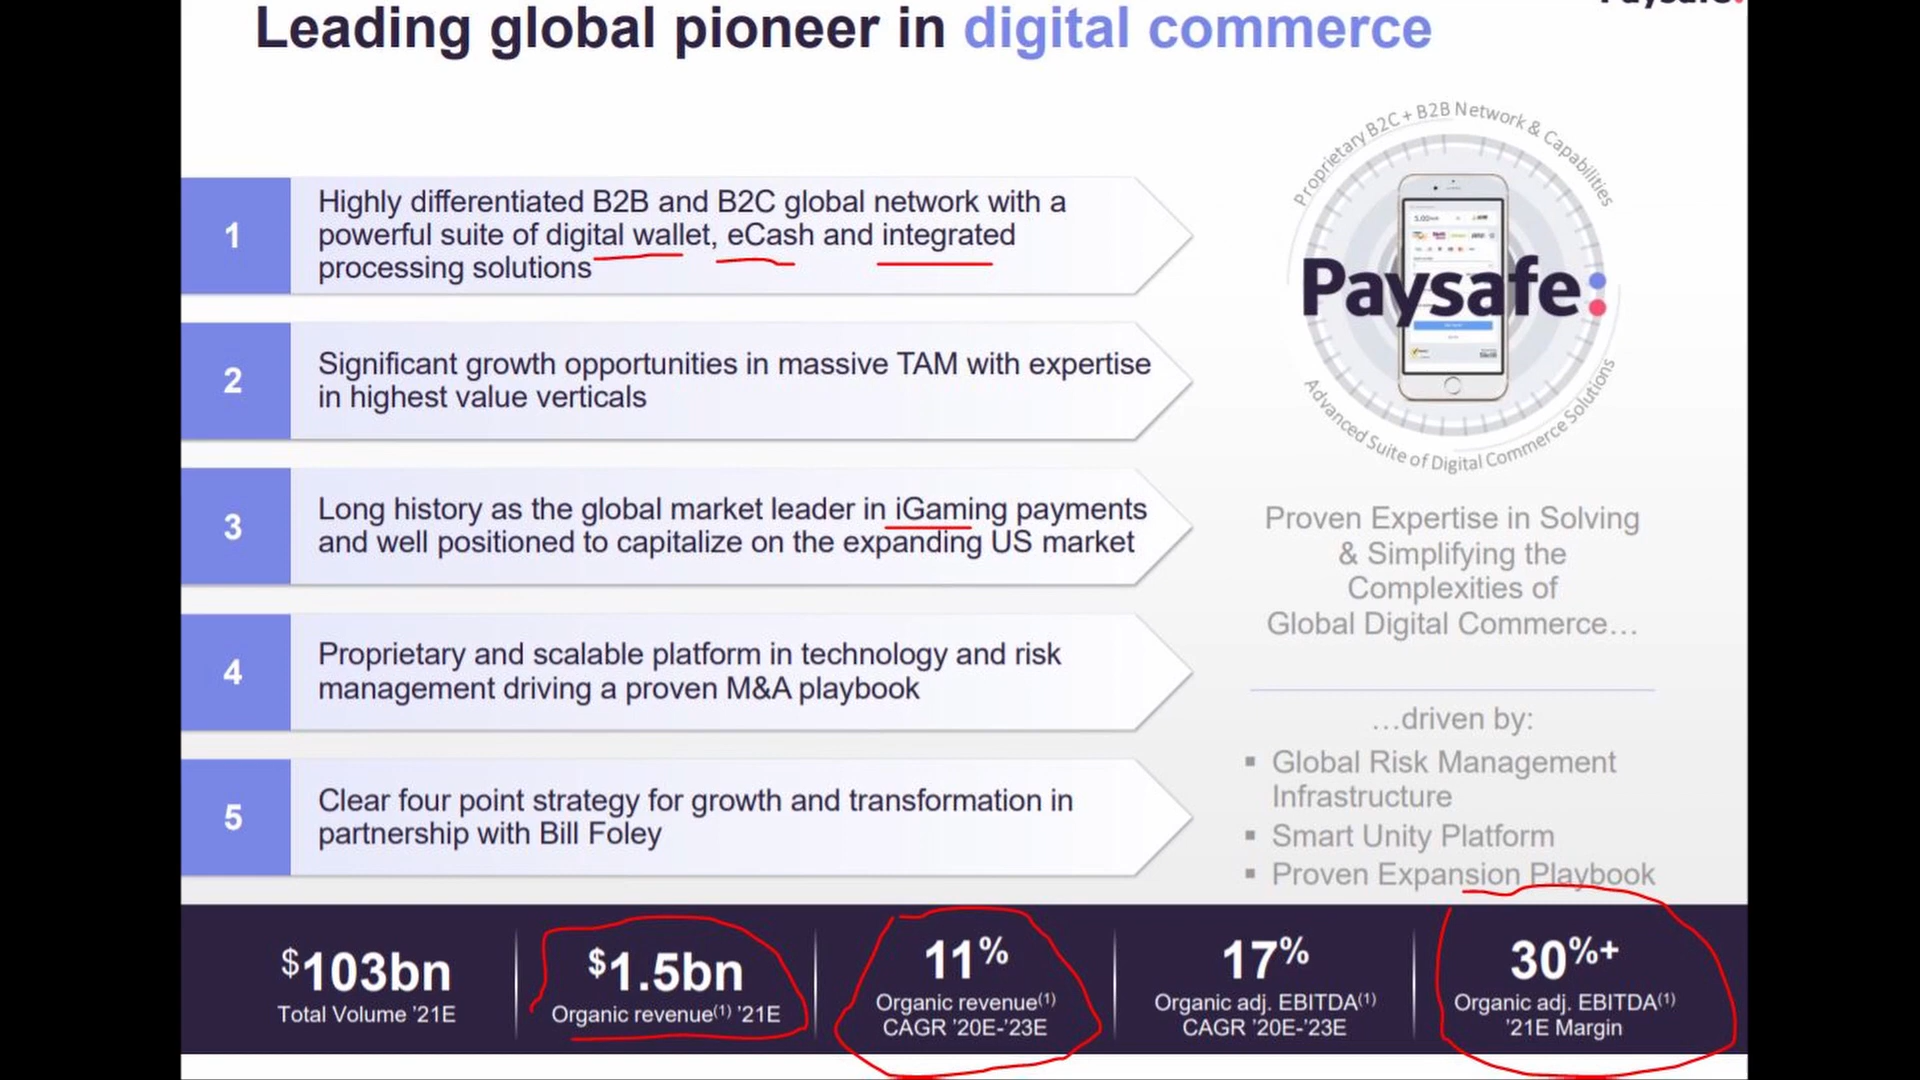 Leading global pioneer in digital commerce
1
Highly differentiated B2B and B2C global network with a
powerful suite of digital wallet, eCash and integrated
processing solutions
2
Significant growth opportunities in massive TAM with expertise
in highest value verticals
3
Long history as the global market leader in iGaming payments
and well positioned to capitalize on the expanding US market
4
Proprietary and scalable platform in technology and risk
management driving a proven M&A playbook
5
Clear four point strategy for growth and transformation in
partnership with Bill Foley
Proprietary B2C + B2B Network & Capabilities
Paysafe:
Advanced Suite of Digital Commerce Solutions
Proven Expertise in Solving
& Simplifying the
Complexities of
Global Digital Commerce...
...driven by:
▪ Global Risk Management
Infrastructure
▪ Smart Unity Platform
▪ Proven Expansion Playbook
$103bn
Total Volume '21E
$1.5bn
Organic revenue(1) '21E
11%
Organic revenue(1)
CAGR '20E-'23E
17%
Organic adj. EBITDA(1)
CAGR '20E-'23E
30%+
Organic adj. EBITDA(1)
'21E Margin